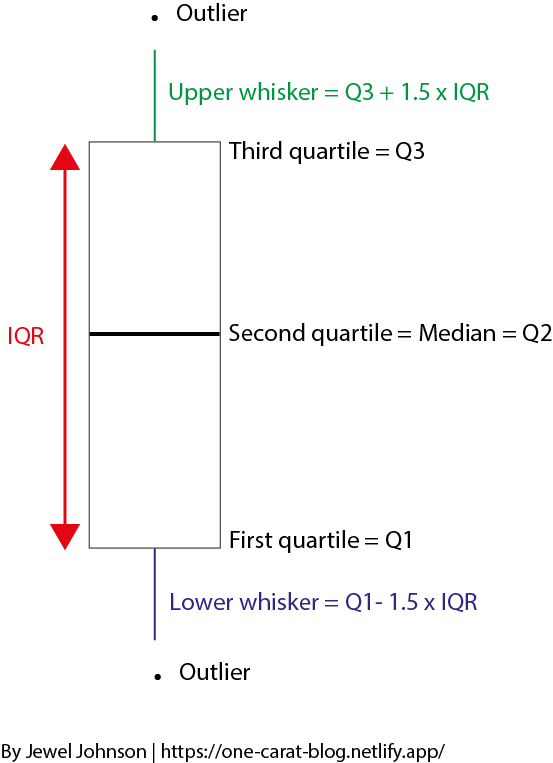 Outlier
Upper whisker = Q3 + 1.5 x IQR
Third quartile = Q3
IQR
Second quartile = Median = Q2
First quartile = Q1
Lower whisker = Q1- 1.5 x IQR
Outlier
By Jewel Johnson | https://one-carat-blog.netlify.app/